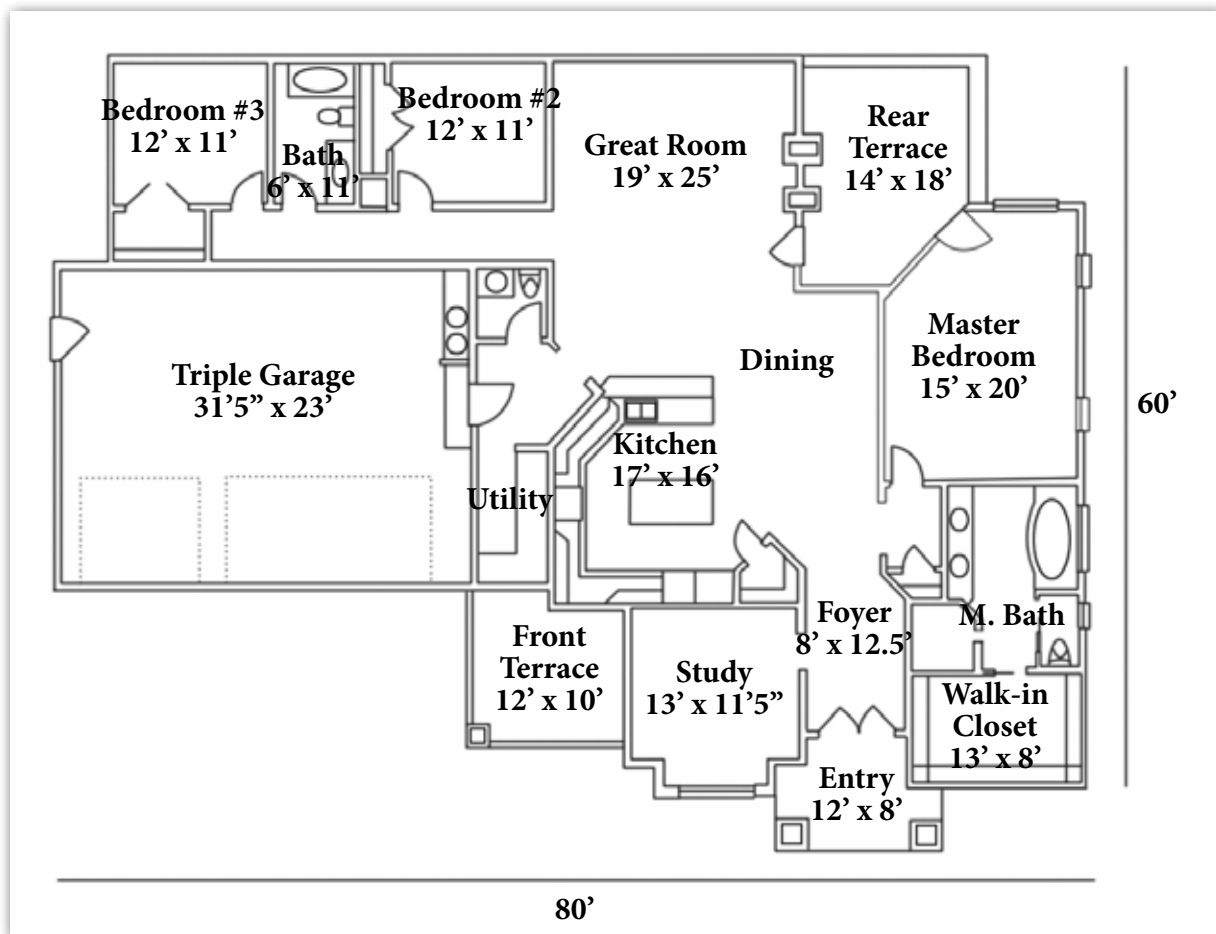 Bedroom #3
12’ x 11’
Bath
6’ x 11’
Bedroom #2
12’ x 11’
Great Room
19’ x 25’
Rear
Terrace
14’ x 18’
Triple Garage
31’5” x 23’
Dining
Master
Bedroom
15’ x 20’
60’
Kitchen
17’ x 16’
Utility
Front
Terrace
12’ x 10’
Study
13’ x 11’5”
Foyer
8’ x 12.5’
M. Bath
Walk-in
Closet
13’ x 8’
Entry
12’ x 8’
80’